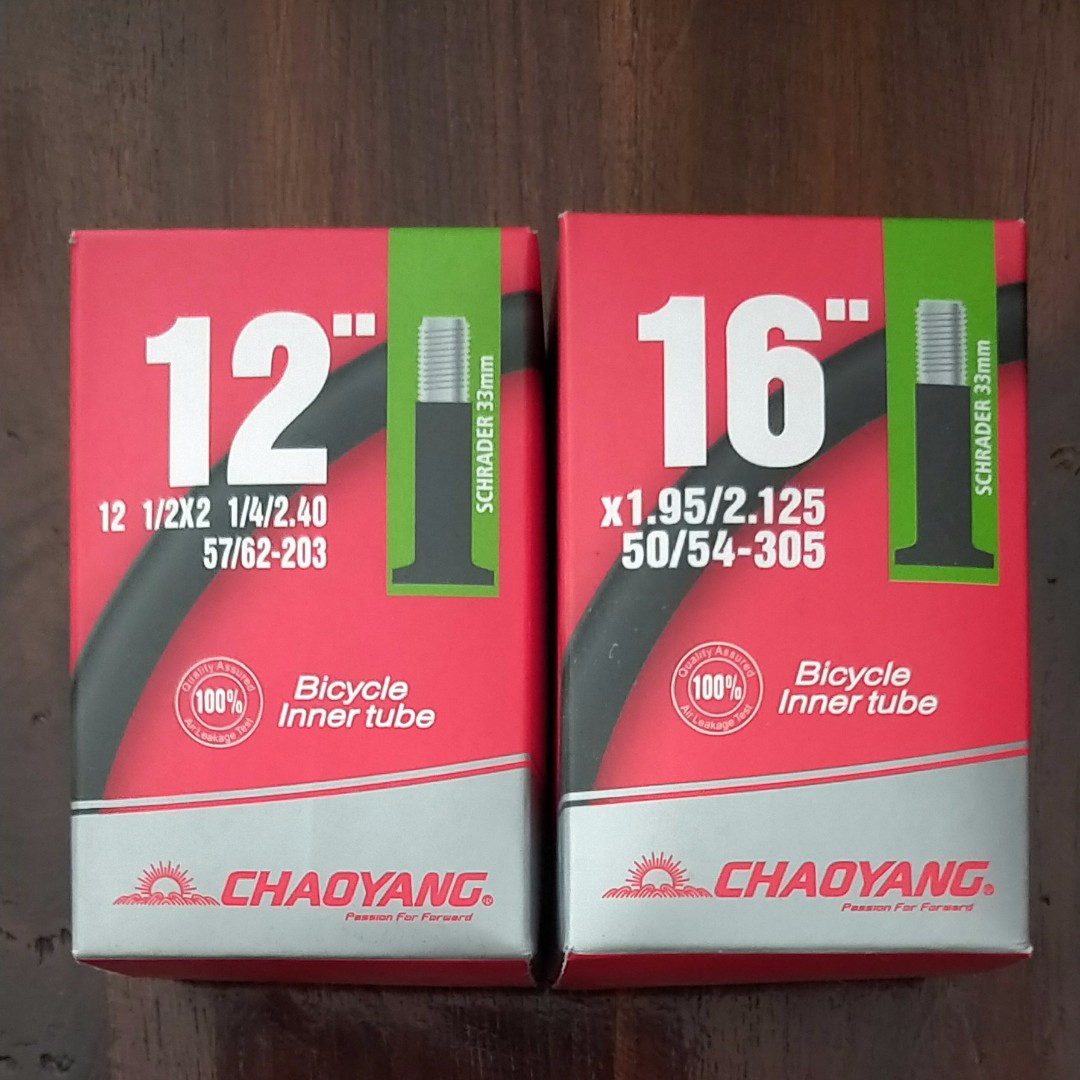 12"
12 1/2X2 1/4/2.40
57/62-203
SCHRADER 33mm
Quality Assured
100%
Air Leakage Test
Bicycle
Inner tube
CHAOYANG®
Passion For Forward
16"
x1.95/2.125
50/54-305
SCHRADER 33mm
Quality Assured
100%
Air Leakage Test
Bicycle
Inner tube
CHAOYANG®
Passion For Forward